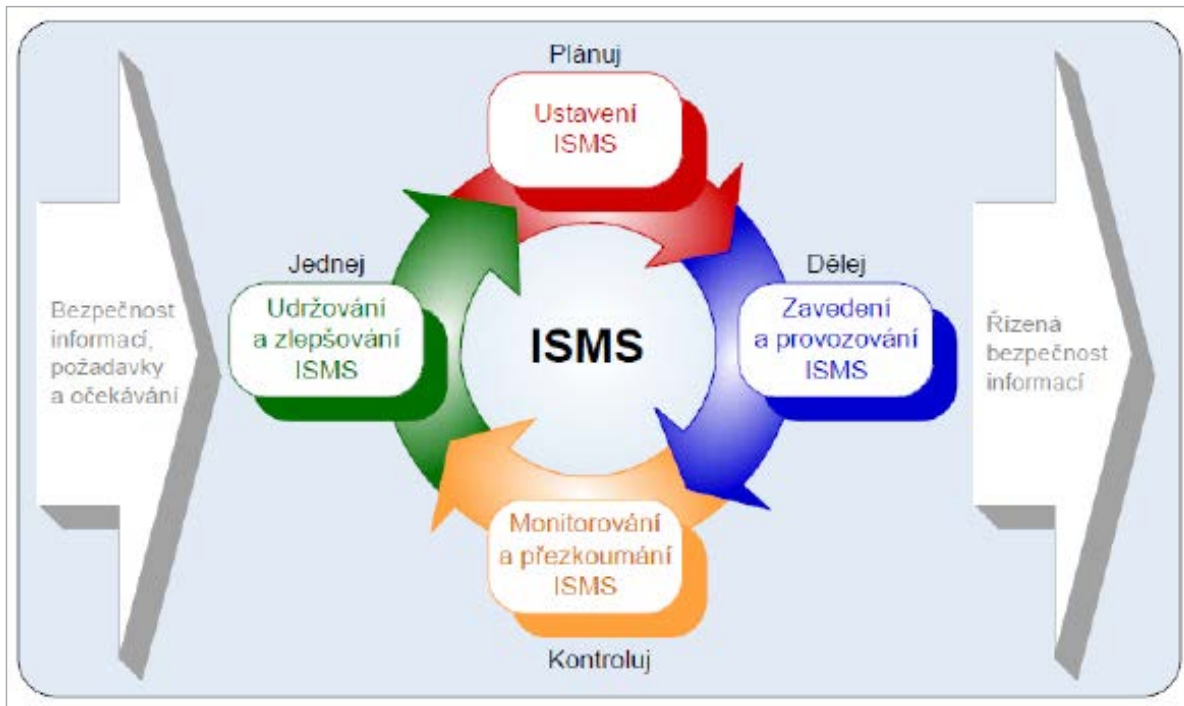 Plánuj
Ustavení
ISMS
Jednej
Udržování
a zlepšování
ISMS
Dělej
Zavedení
a provozování
ISMS
ISMS
Bezpečnost
informací,
požadavky
a očekávání
Řízená
bezpečnost
informací
Monitorování
a přezkoumání
ISMS
Kontroluj